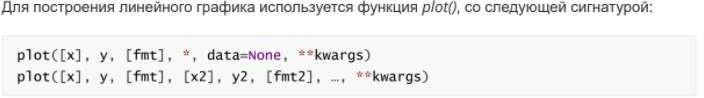 Для построения линейного графика используется функция plot(), со следующей сигнатурой:
plot([x], y, [fmt], *, data=None, **kwargs)
plot([x], y, [fmt], [x2], y2, [fmt2], …, **kwargs)